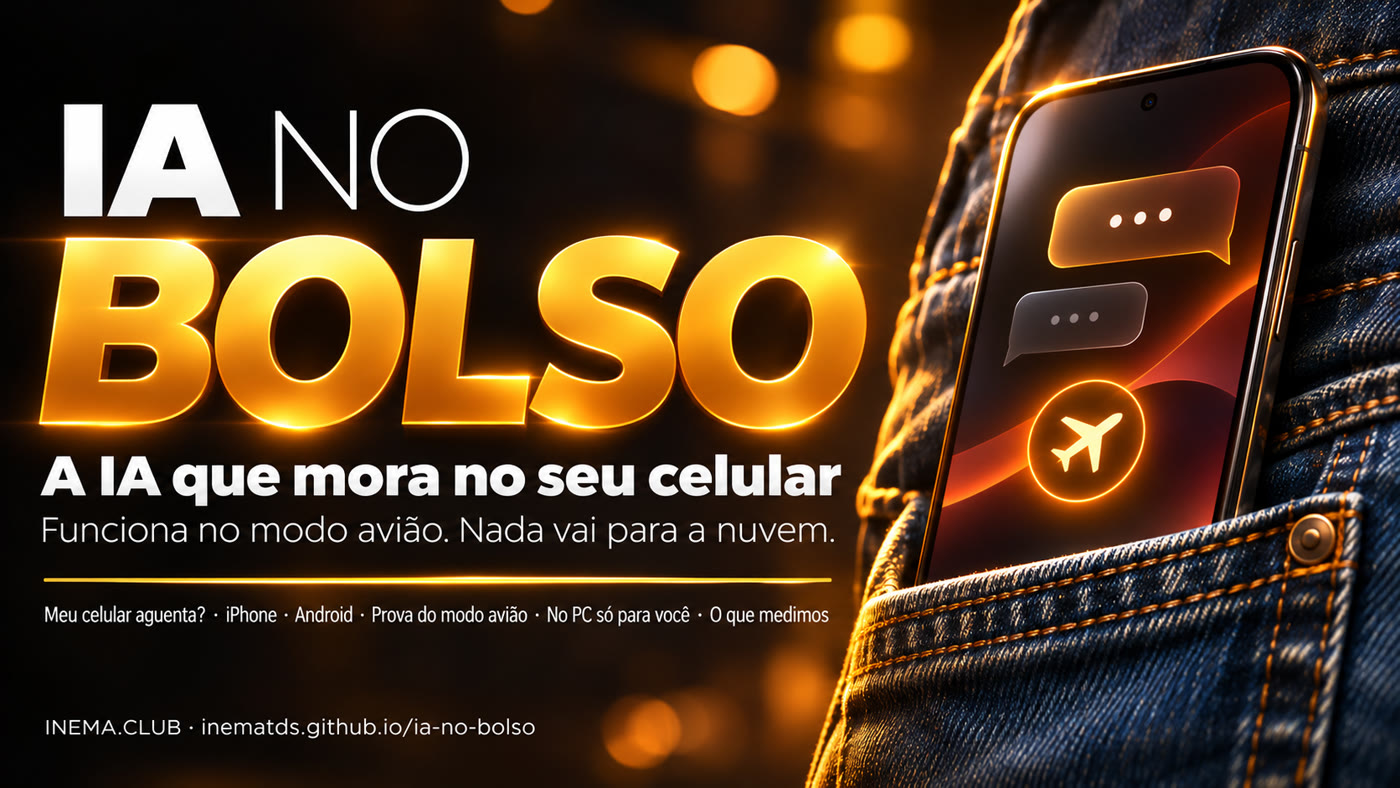 IA NO
BOLSO
A IA que mora no seu celular
Funciona no modo avião. Nada vai para a nuvem.
Meu celular aguenta? · iPhone · Android · Prova do modo avião · No PC só para você · O que medimos
INEMA.CLUB · inematds.github.io/ia-no-bolso